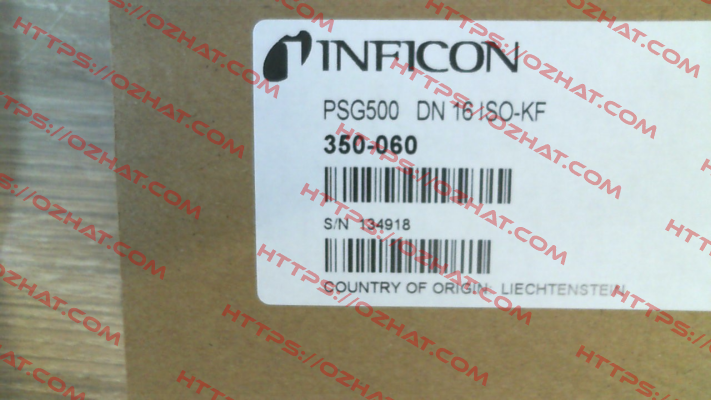 INFICON
PSG500 DN 16 ISO-KF
350-060
S/N 134918
COUNTRY OF ORIGIN: LIECHTENSTEIN
HTTPS://OZHAT.COM